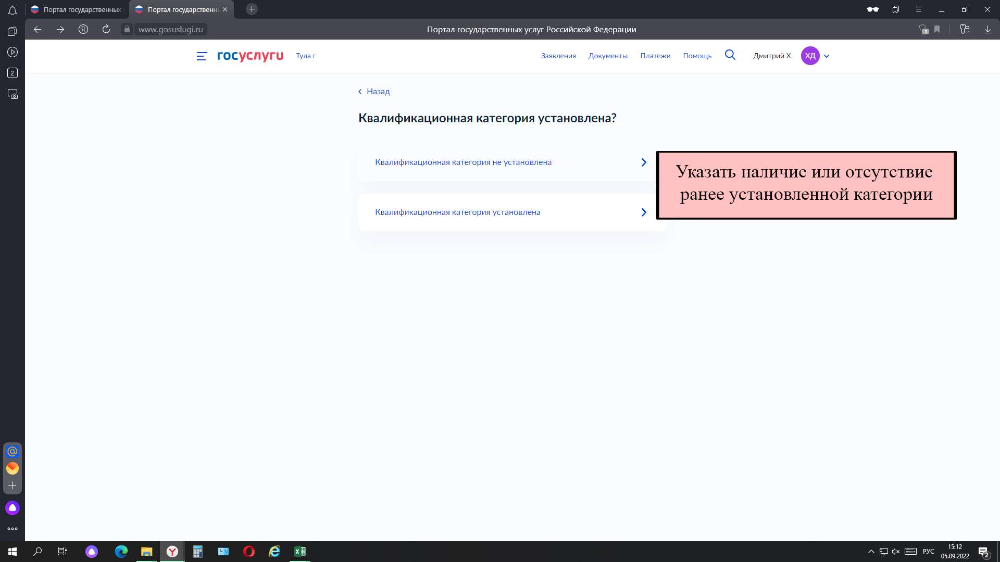 Портал государственных
Портал государственн
www.gosuslugi.ru
Портал государственных услуг Российской Федерации
1
2
госуслуги
Тула г
Заявления
Документы
Платежи
Помощь
Дмитрий Х.
ХД
Назад
Квалификационная категория установлена?
Квалификационная категория не установлена
Квалификационная категория установлена
Указать наличие или отсутствие
ранее установленной категории
РУС
15:12
05.09.2022
2